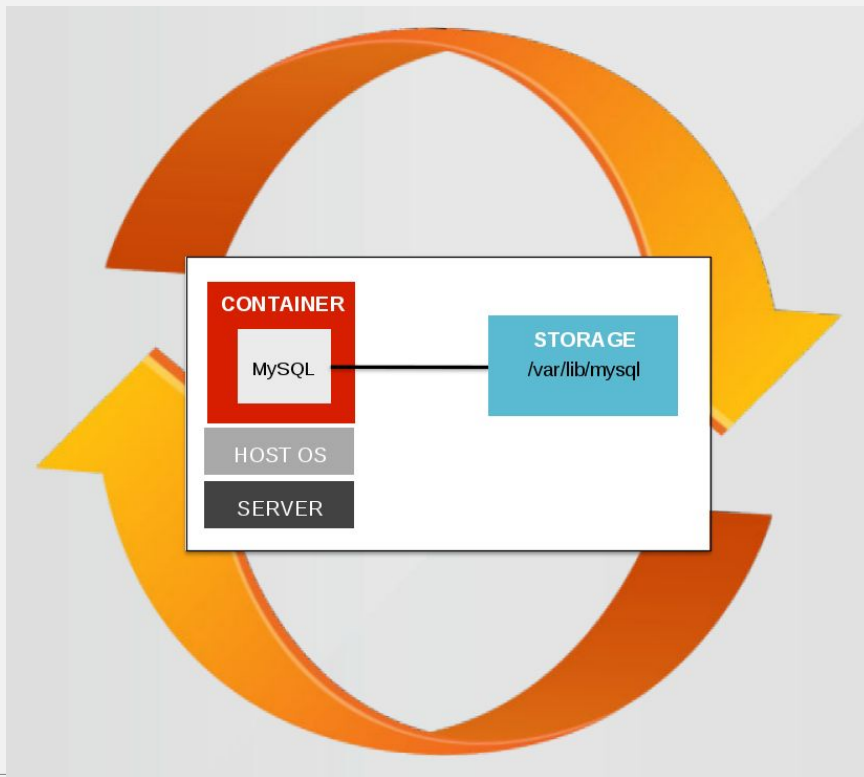 CONTAINER
MySQL
STORAGE
/var/lib/mysql
HOST OS
SERVER